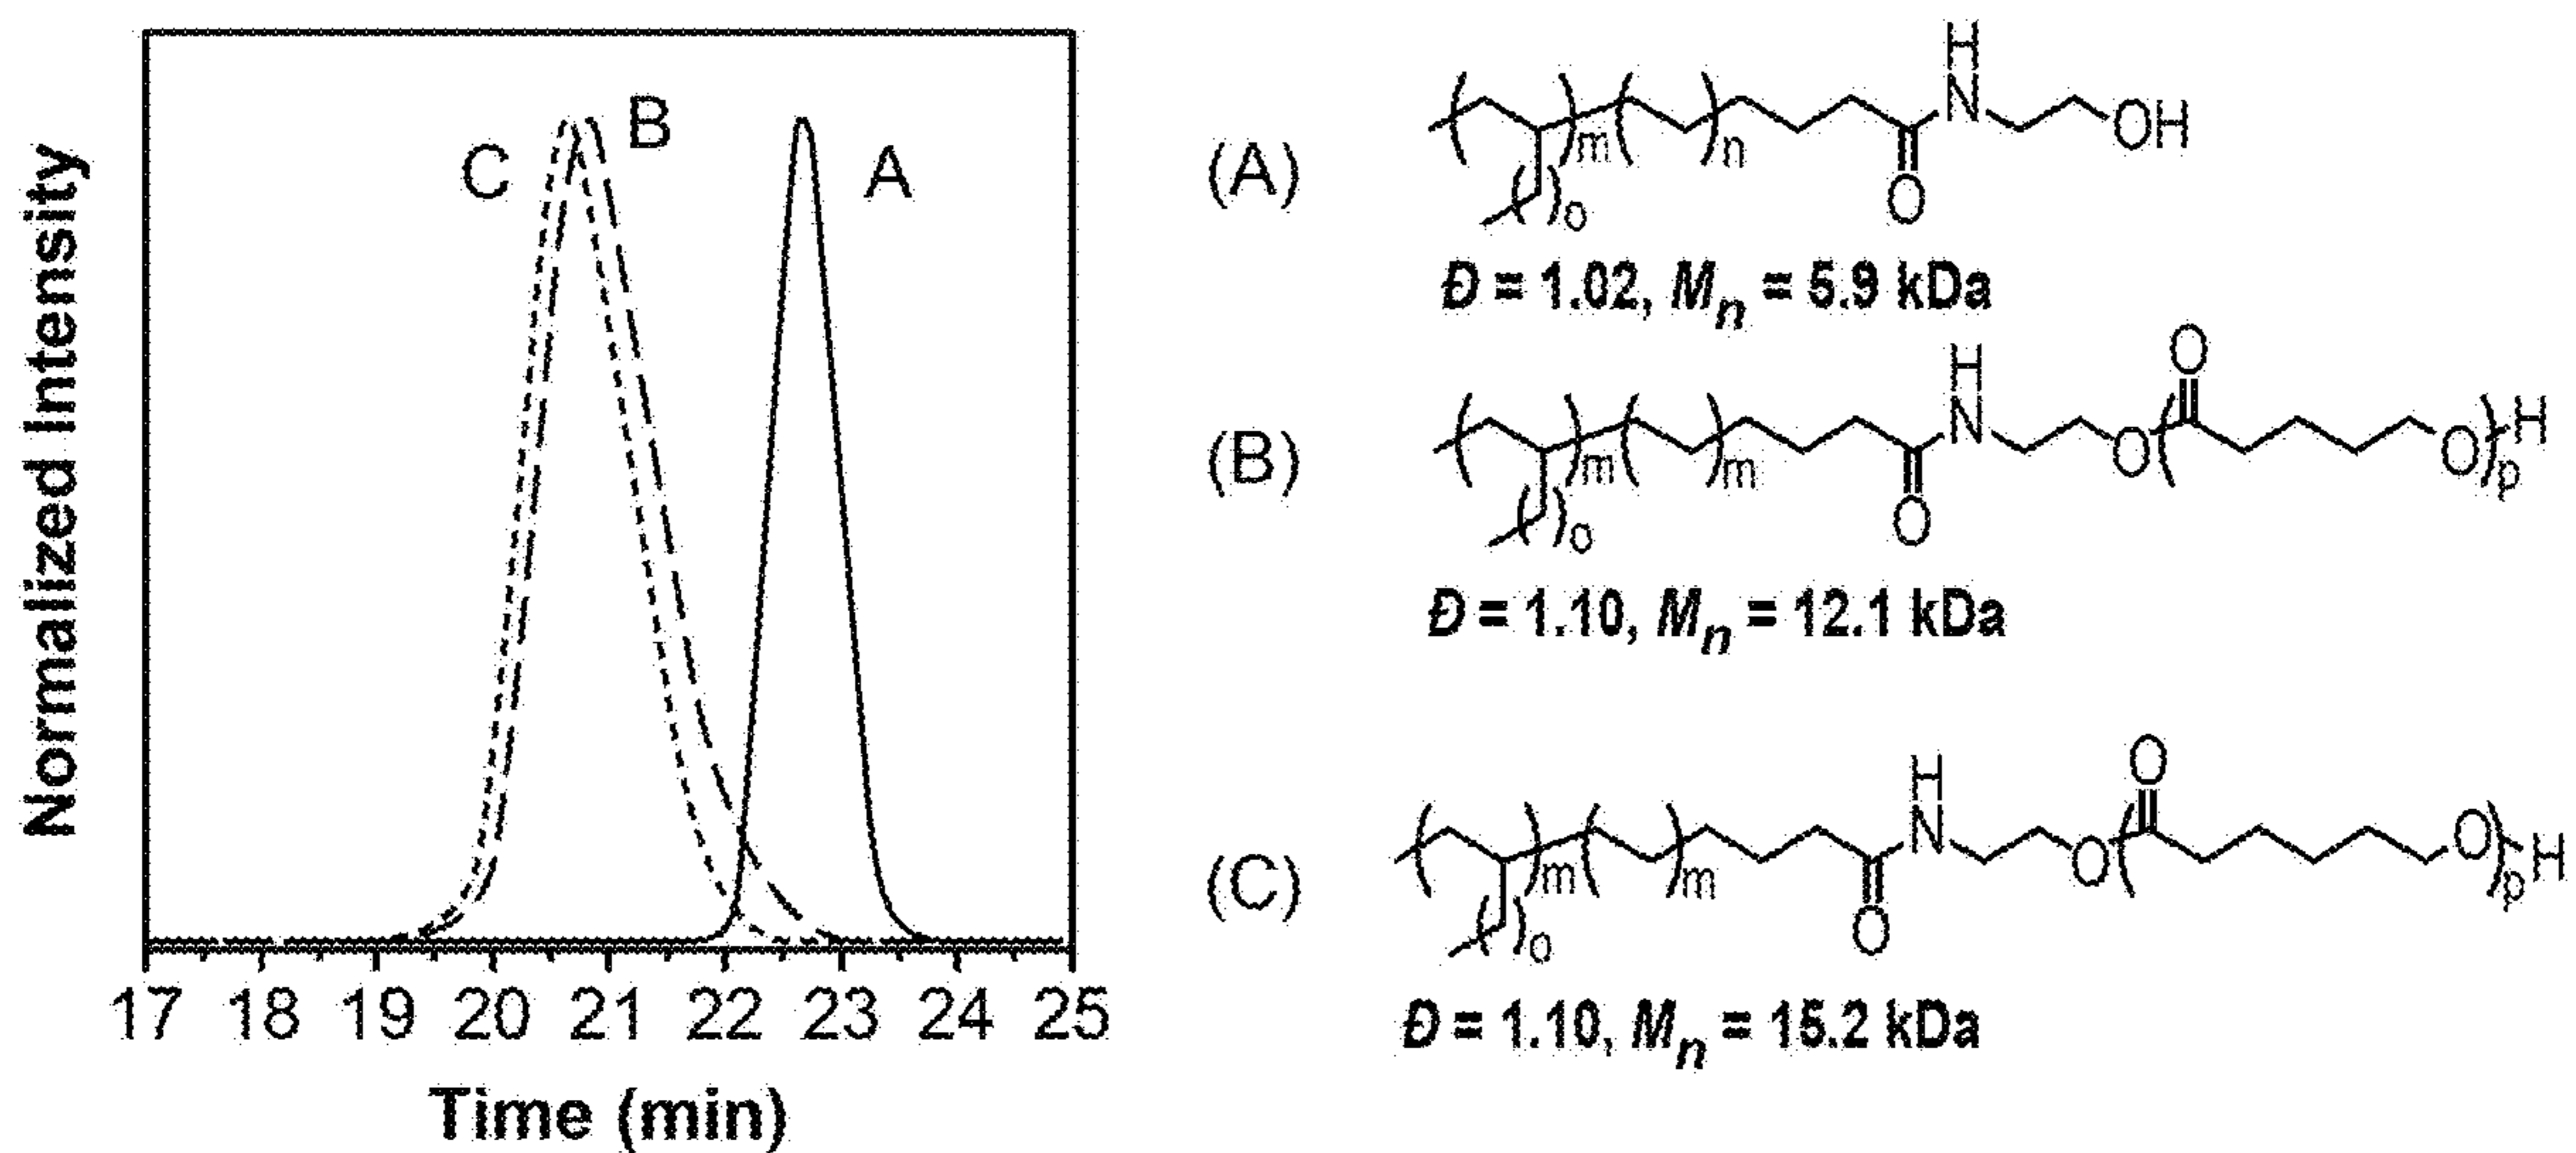 Normalized Intensity
C
B
A
17 18 19 20 21 22 23 24 25
Time (min)
(A)
H
N
OH
O
m
n
o
Đ = 1.02, Mn = 5.9 kDa
(B)
O
H
N
O
O
H
O
m
m
o
p
Đ = 1.10, Mn = 12.1 kDa
(C)
O
H
N
O
O
H
O
m
m
o
p
Đ = 1.10, Mn = 15.2 kDa